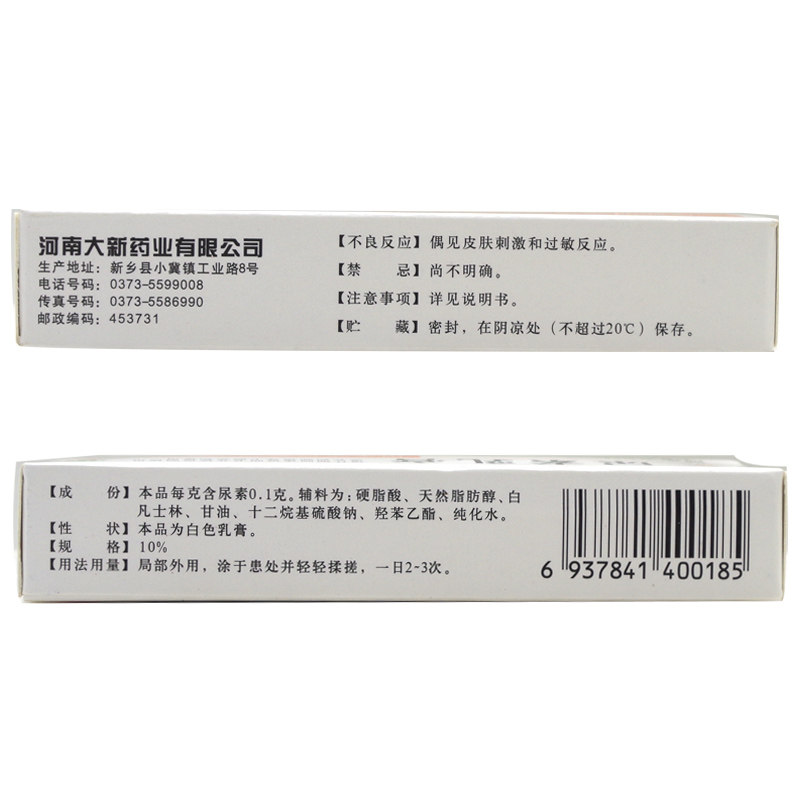 河南大新药业有限公司
生产地址：新乡县小冀镇工业路8号
电话号码：0373-5599008
传真号码：0373-5586990
邮政编码：453731
【不良反应】偶见皮肤刺激和过敏反应。
【禁　　忌】尚不明确。
【注意事项】详见说明书。
【贮　　藏】密封，在阴凉处（不超过20℃）保存。
【成　　份】本品每克含尿素0.1克。辅料为：硬脂酸、天然脂肪醇、白
凡士林、甘油、十二烷基硫酸钠、羟苯乙酯、纯化水。
【性　　状】本品为白色乳膏。
【规　　格】10%
【用法用量】局部外用，涂于患处并轻轻揉搓，一日2~3次。
6 937841 400185